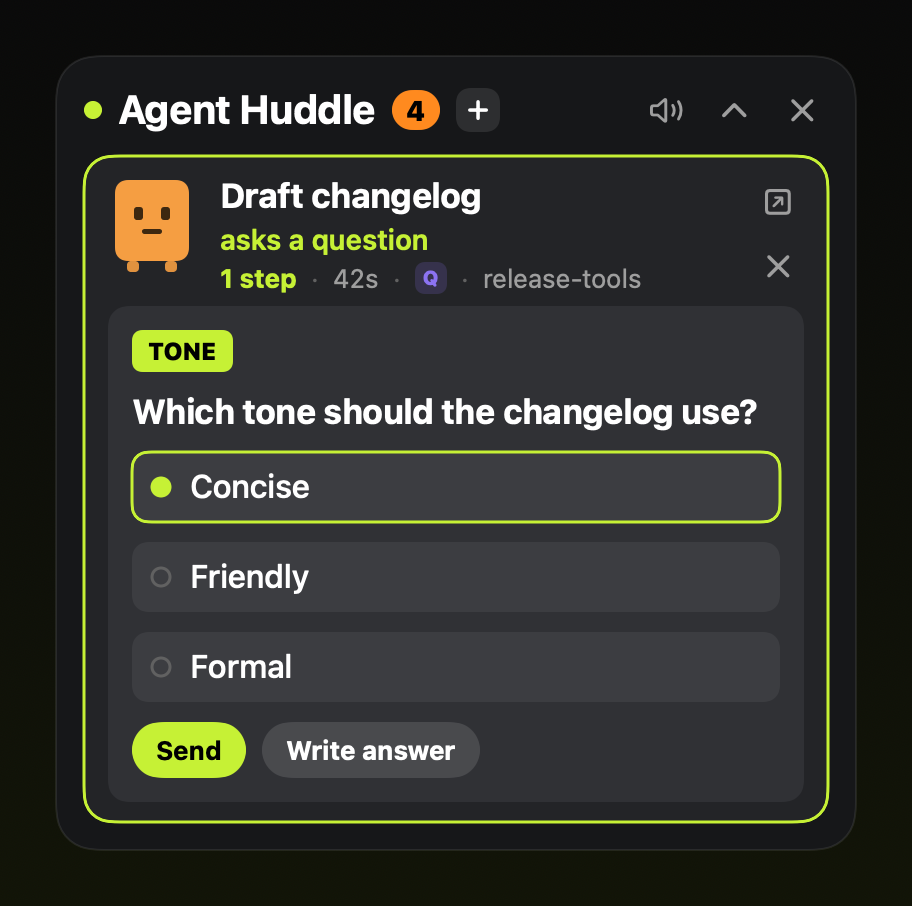 Agent Huddle 4 +
Draft changelog
asks a question
1 step · 42s · Q · release-tools
TONE
Which tone should the changelog use?
Concise
Friendly
Formal
Send Write answer